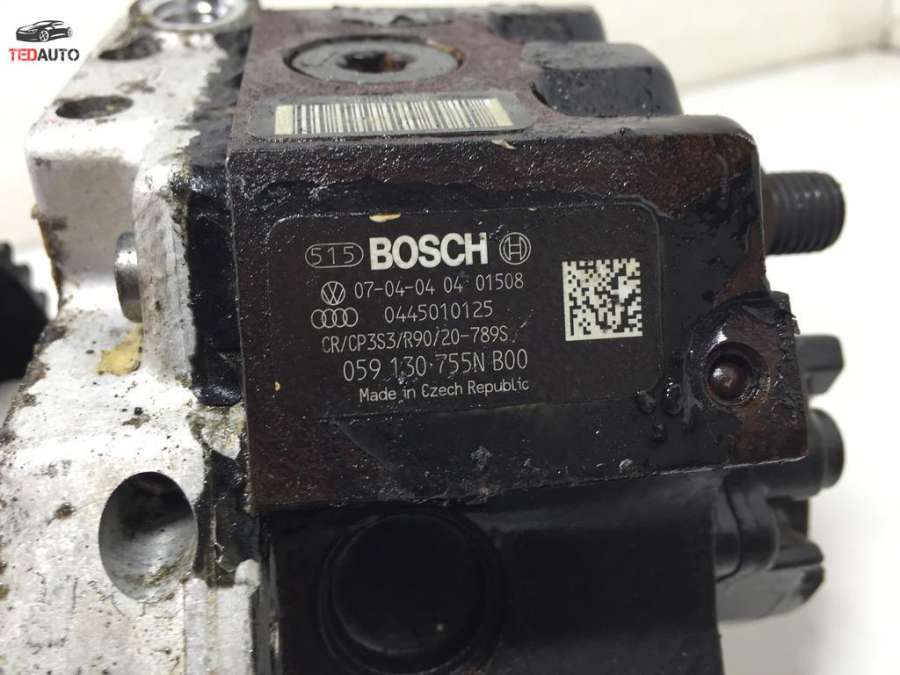 TEDAUTO
515 BOSCH
07-04-04 04 01508
0445010125
CR/CP3S3/R90/20-789S
059 130 755N B00
Made in Czech Republic